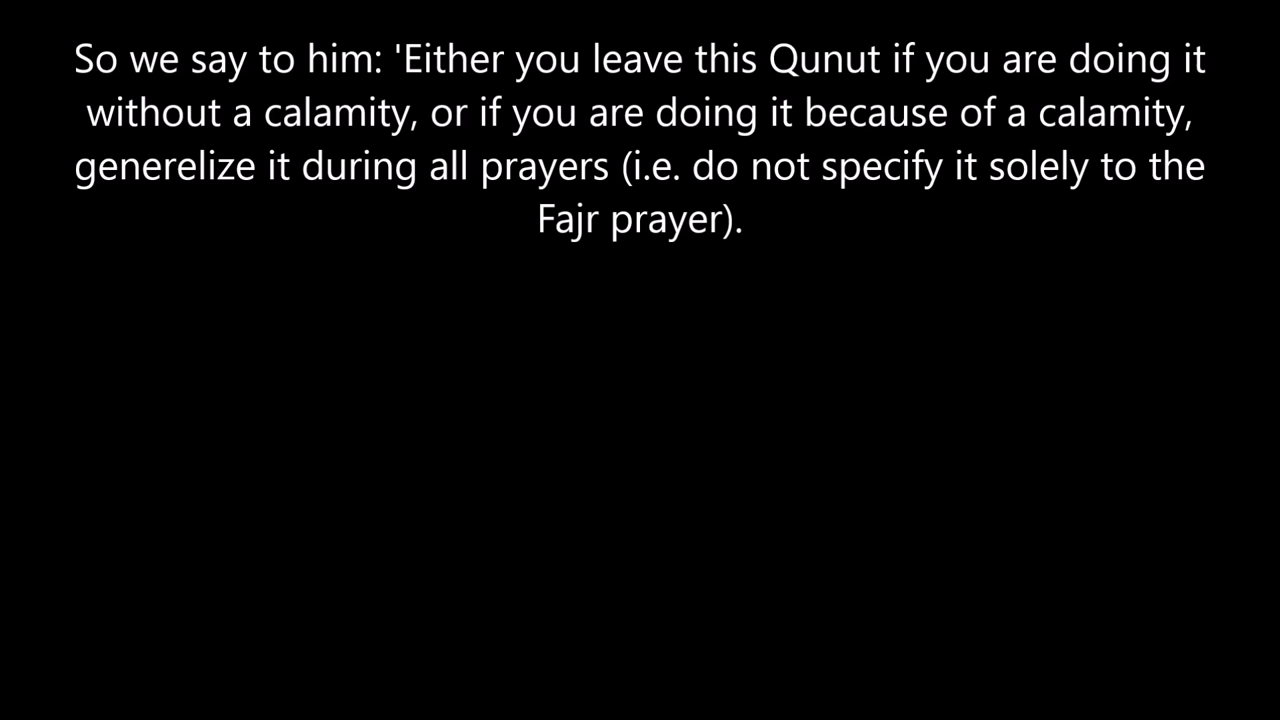 So we say to him: 'Either you leave this Qunut if you are doing it
without a calamity, or if you are doing it because of a calamity,
generelize it during all prayers (i.e. do not specify it solely to the
Fajr prayer).